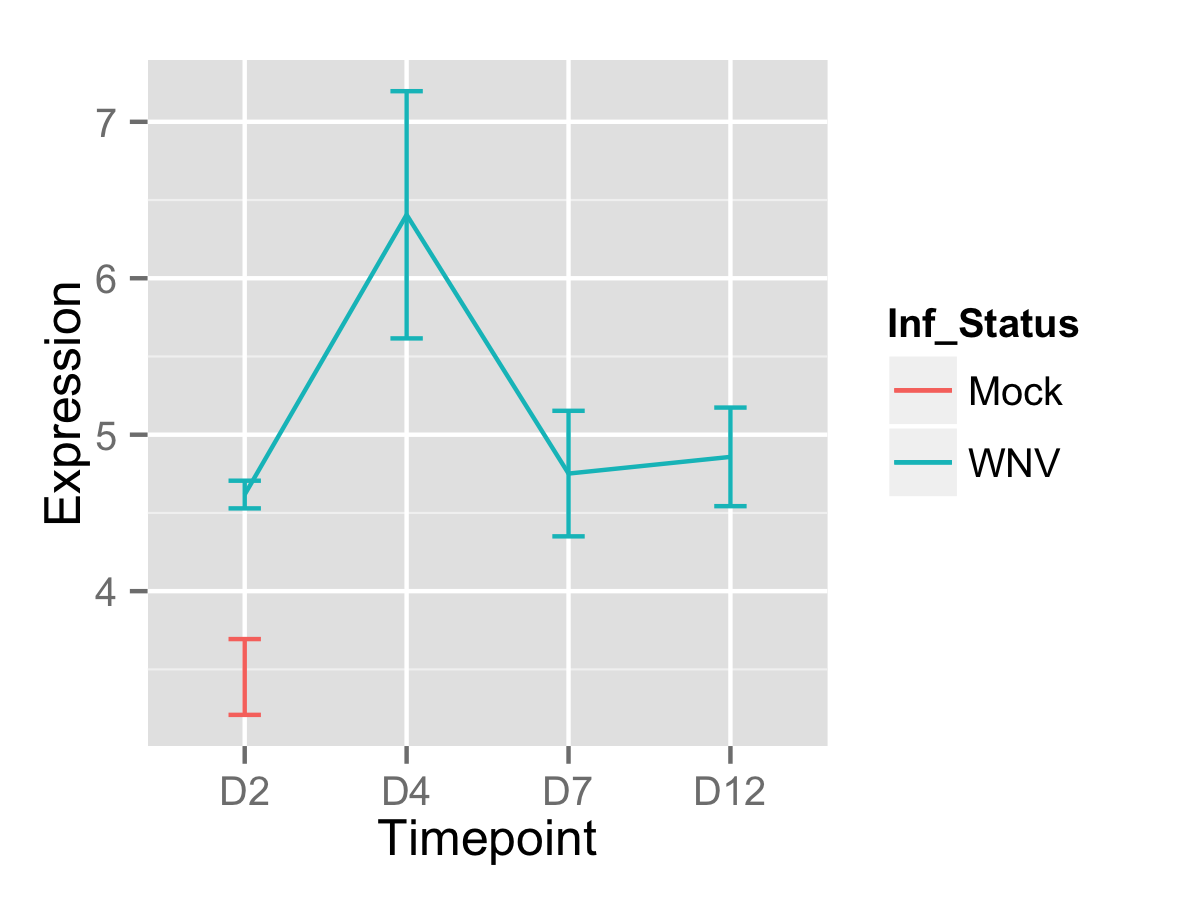 7
6
5
4
Expression
D2 D4 D7 D12
Timepoint
Inf_Status
Mock
WNV